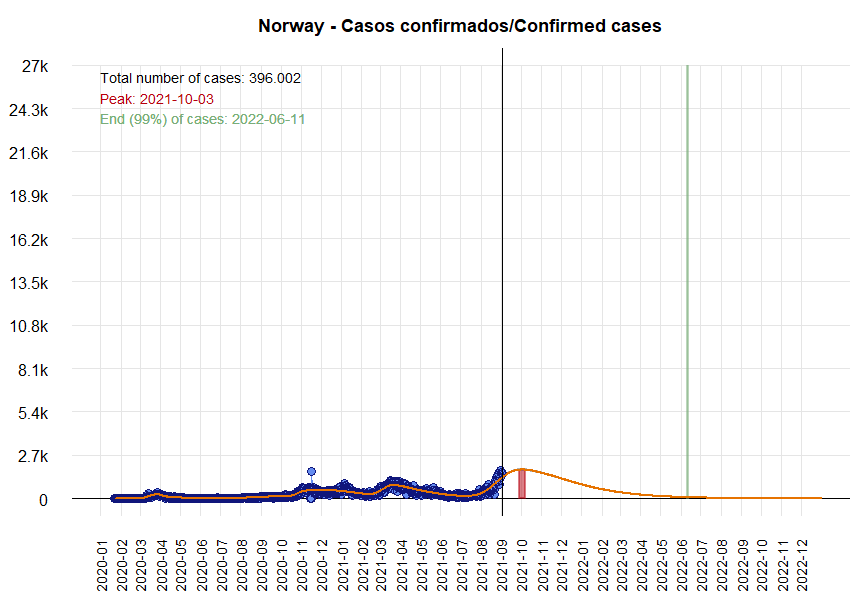 Norway - Casos confirmados/Confirmed cases
27k
Total number of cases: 396.002
Peak: 2021-10-03
24.3k
End (99%) of cases: 2022-06-11
21.6k
18.9k
16.2k
13.5k
10.8k
8.1k
5.4k
2.7k
0
2020-01
2020-02
2020-03
2020-04
2020-05
2020-06
2020-07
2020-08
2020-09
2020-10
2020-11
2020-12
2021-01
2021-02
2021-03
2021-04
2021-05
2021-06
2021-07
2021-08
2021-09
2021-10
2021-11
2021-12
2022-01
2022-02
2022-03
2022-04
2022-05
2022-06
2022-07
2022-08
2022-09
2022-10
2022-11
2022-12